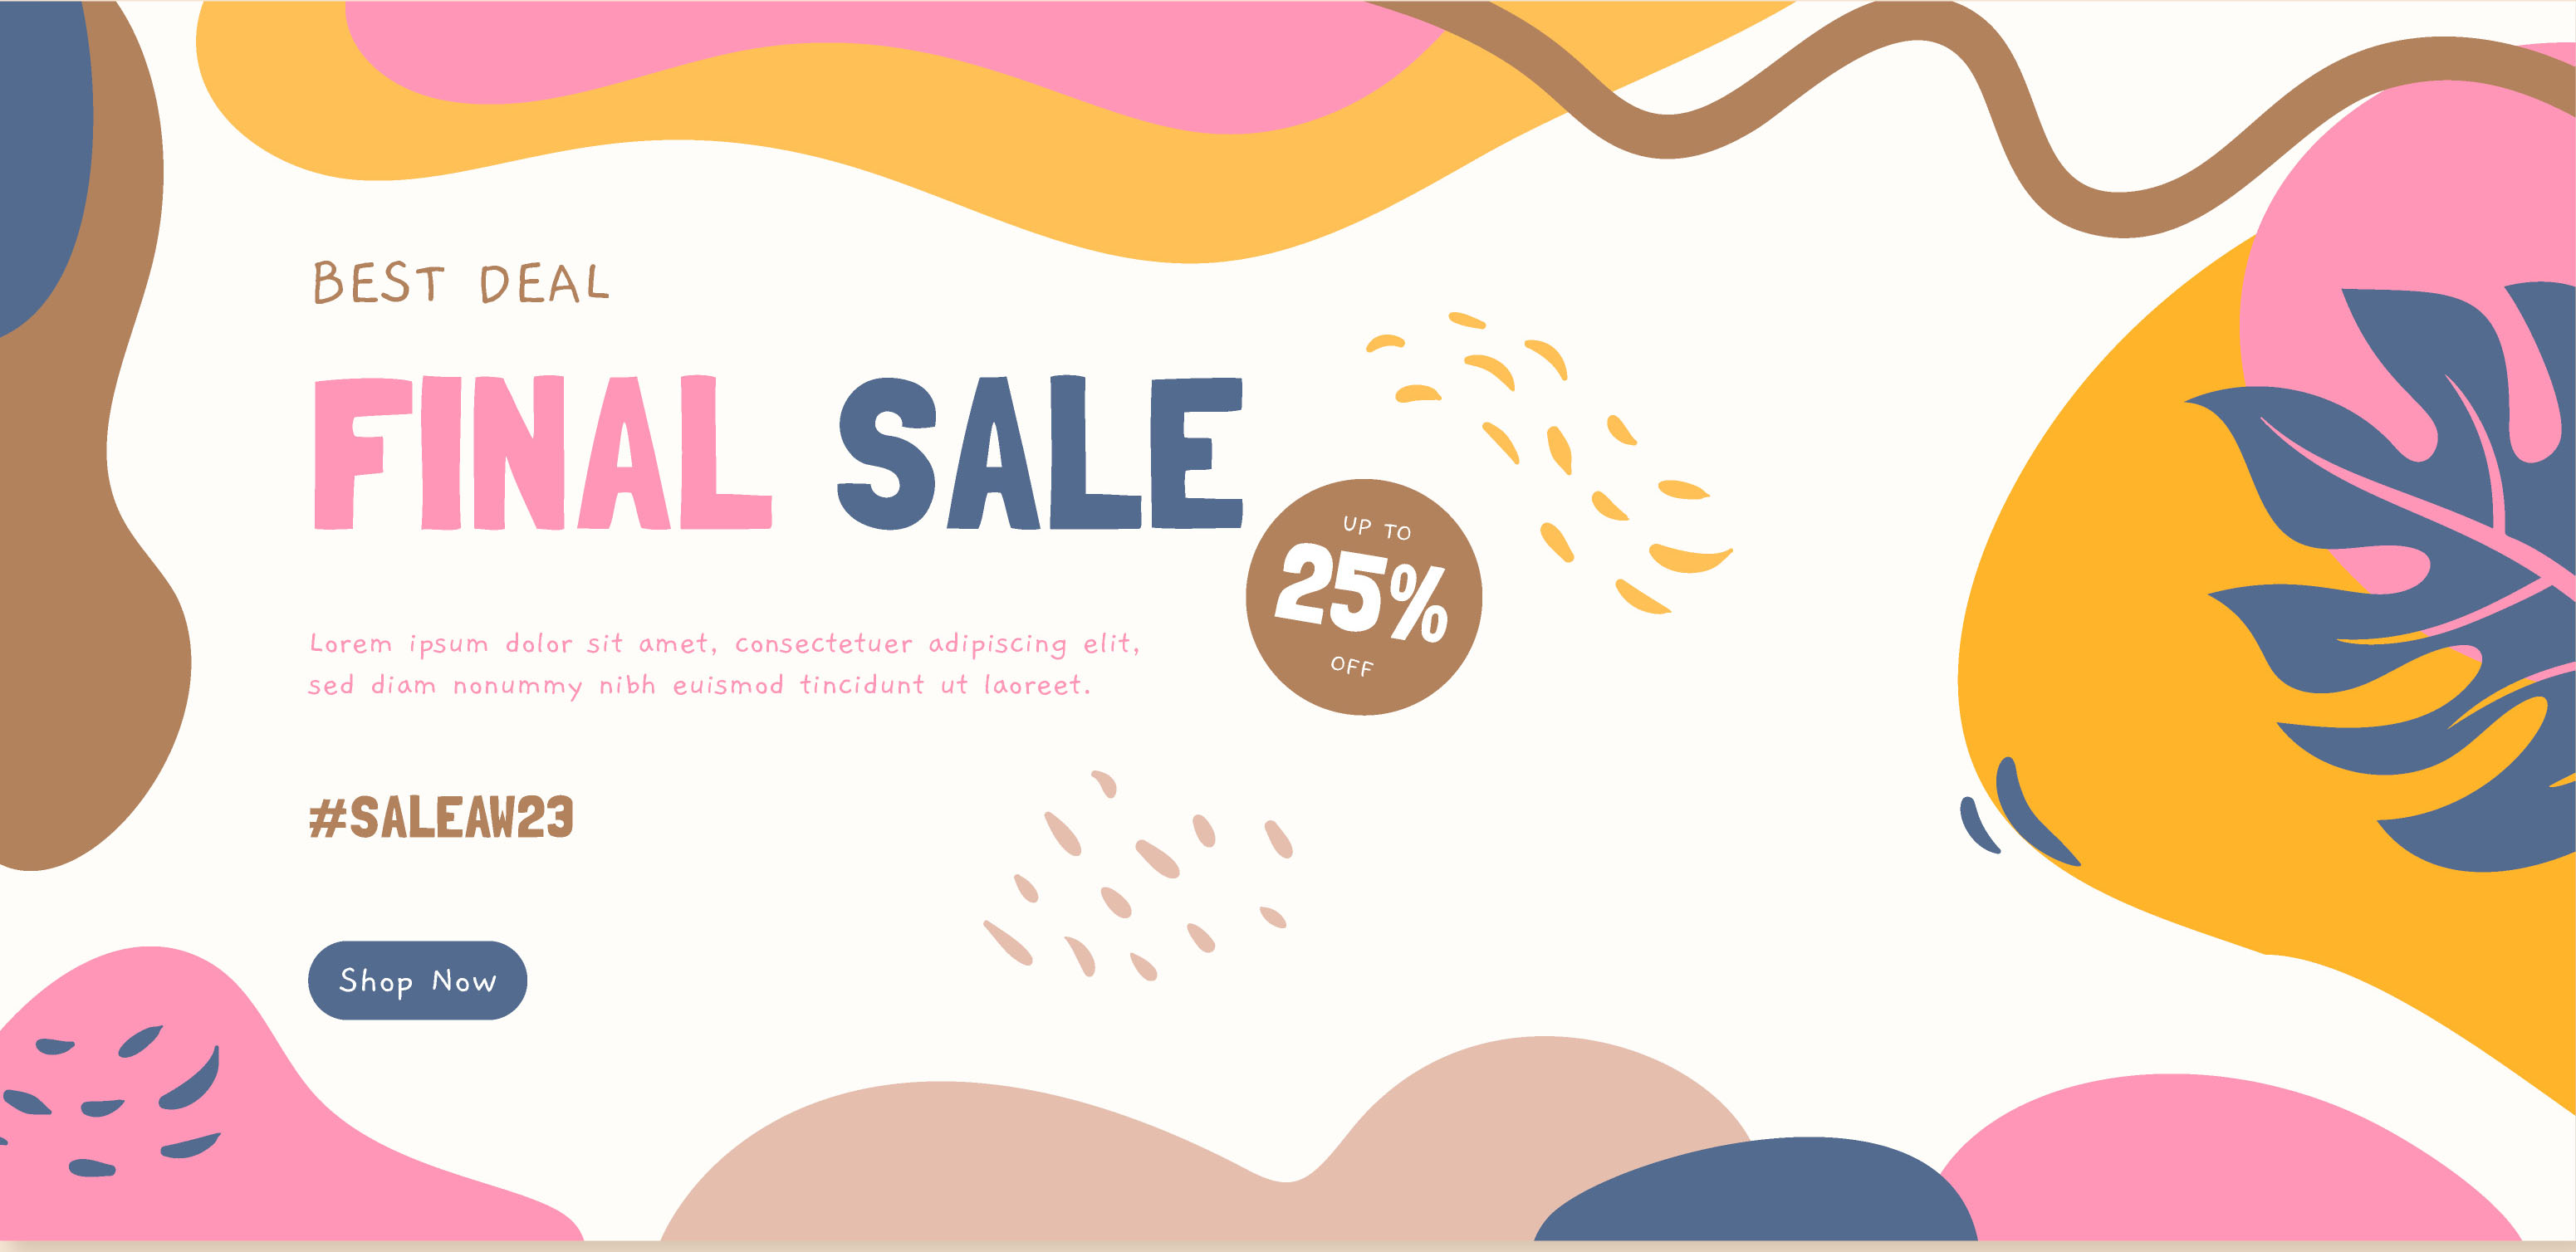 BEST DEAL
FINAL SALE
UP TO
25%
OFF
Lorem ipsum dolor sit amet, consectetuer adipiscing elit,
sed diam nonummy nibh euismod tincidunt ut laoreet.
#SALEAW23
Shop Now